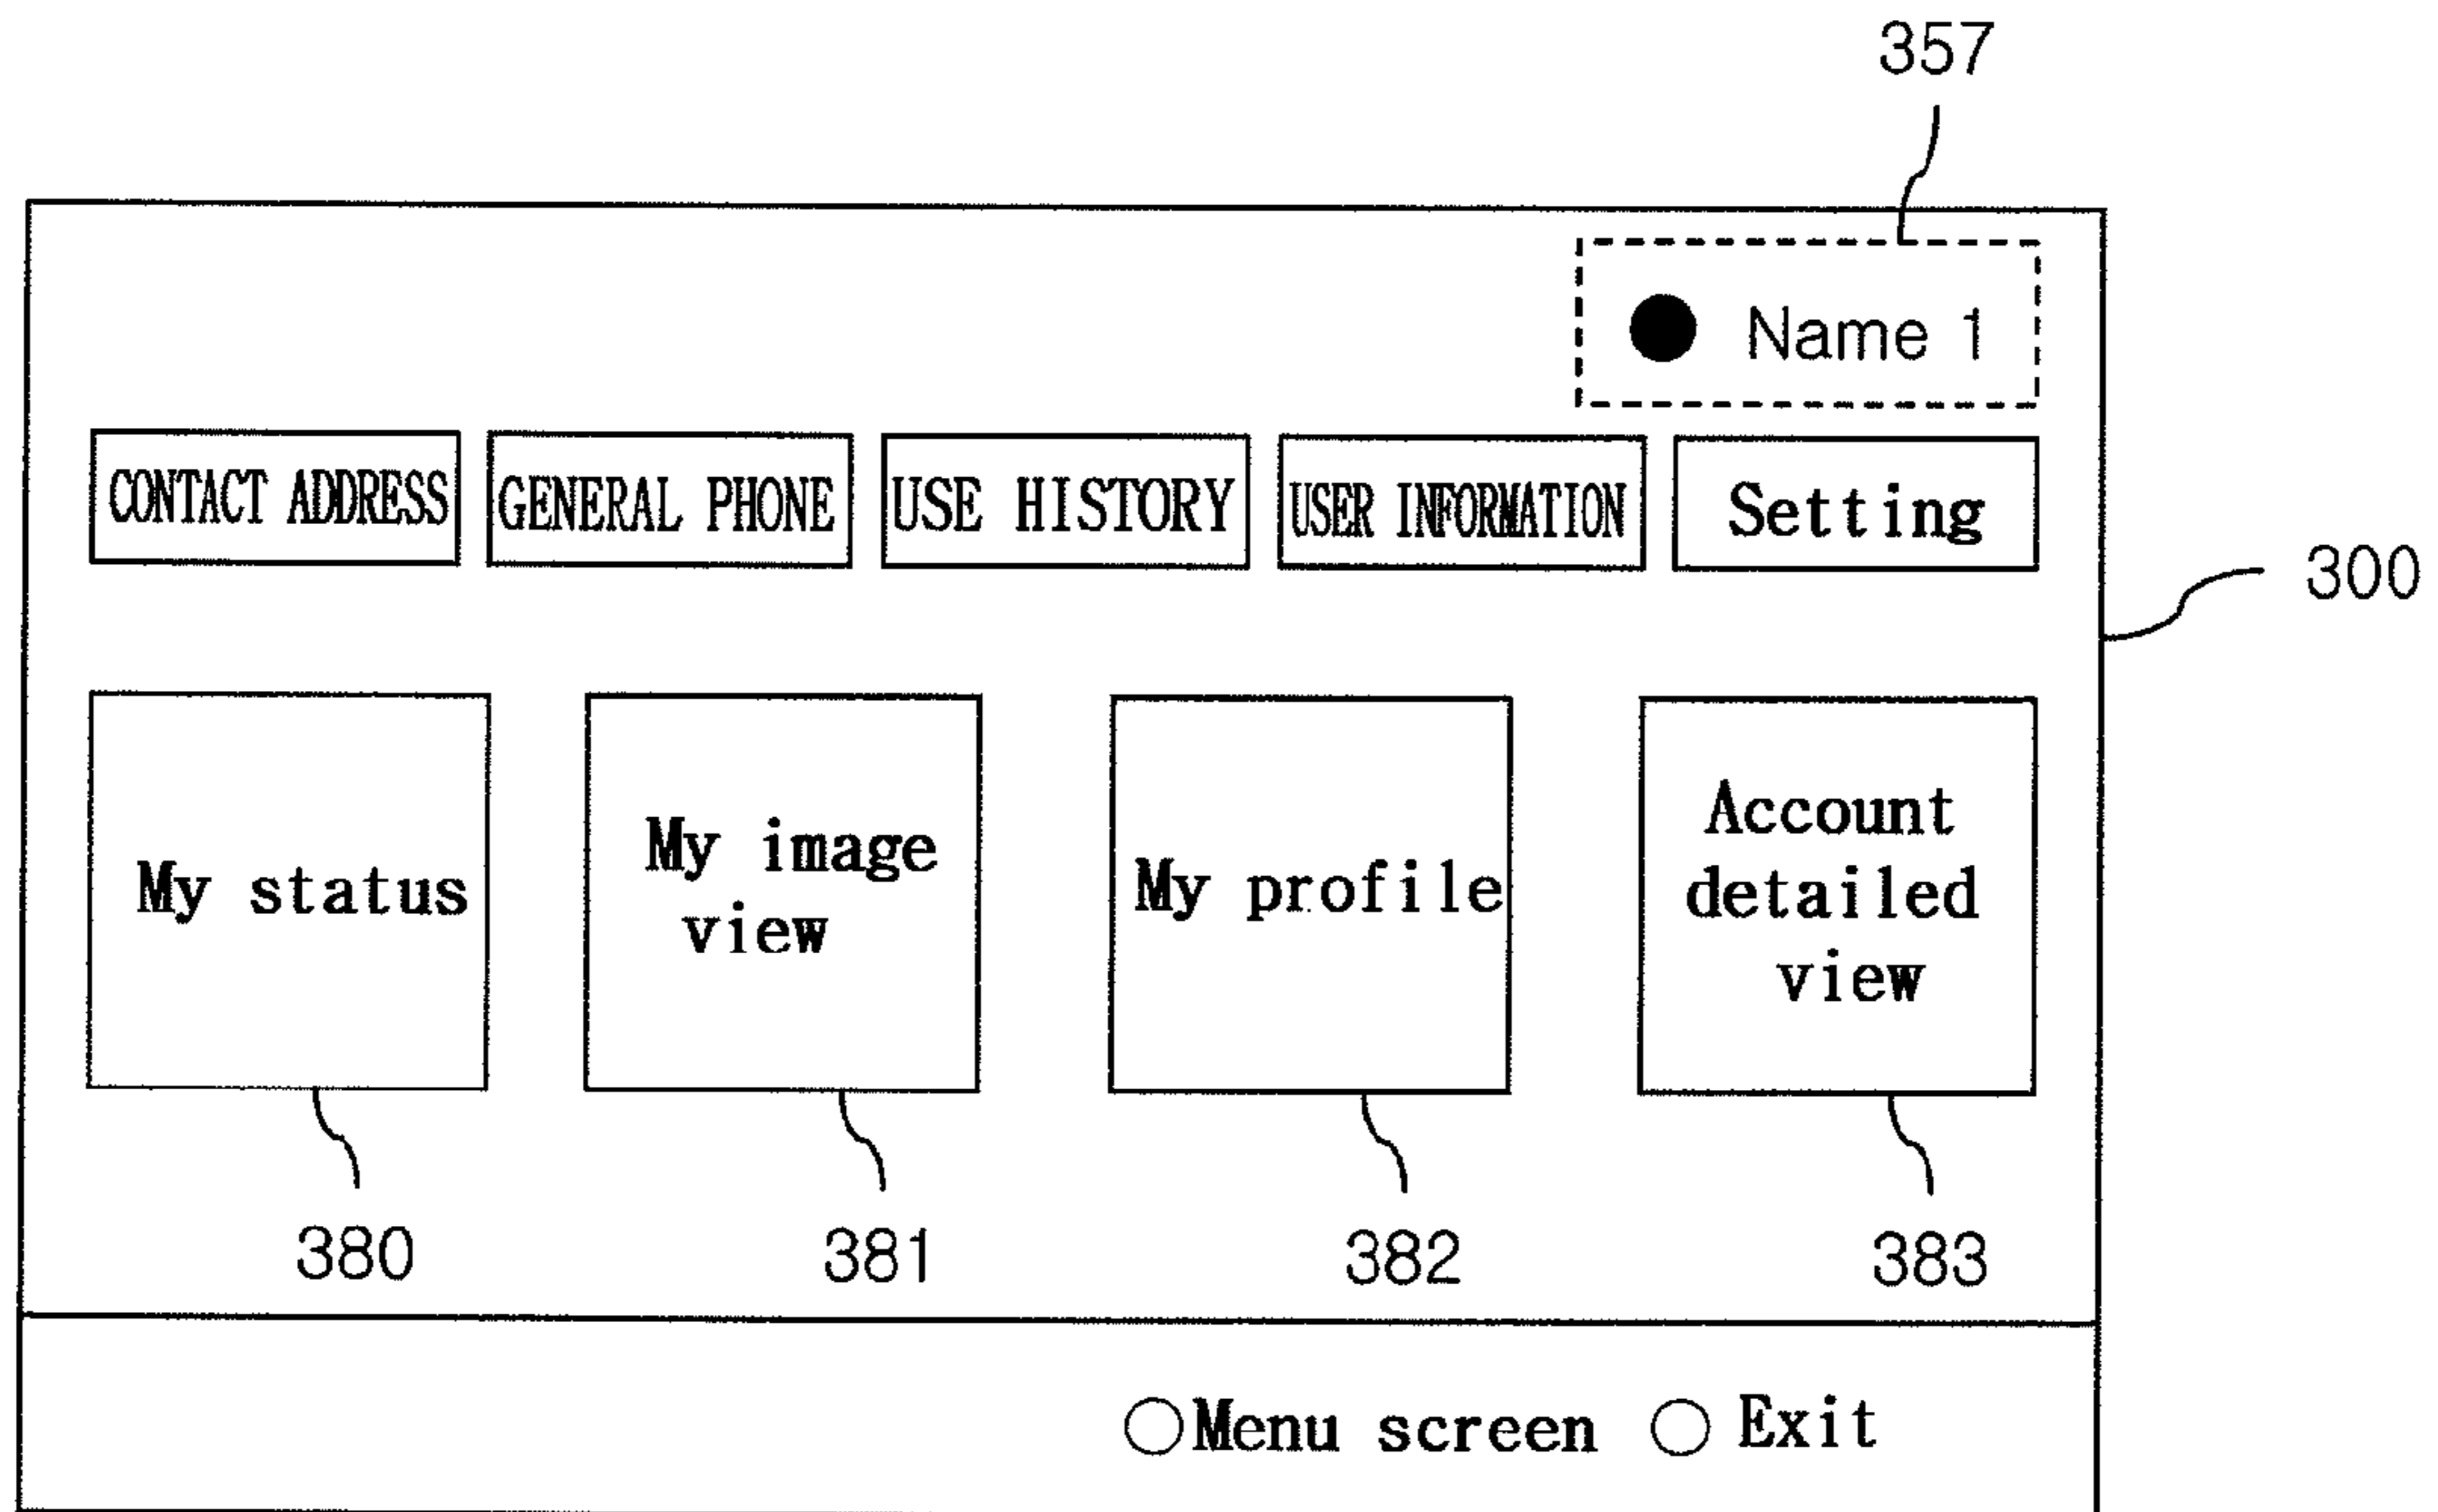 357
Name 1
CONTACT ADDRESS
GENERAL PHONE
USE HISTORY
USER INFORMATION
Setting
300
My status
My image
view
My profile
Account
detailed
view
380
381
382
383
Menu screen
Exit